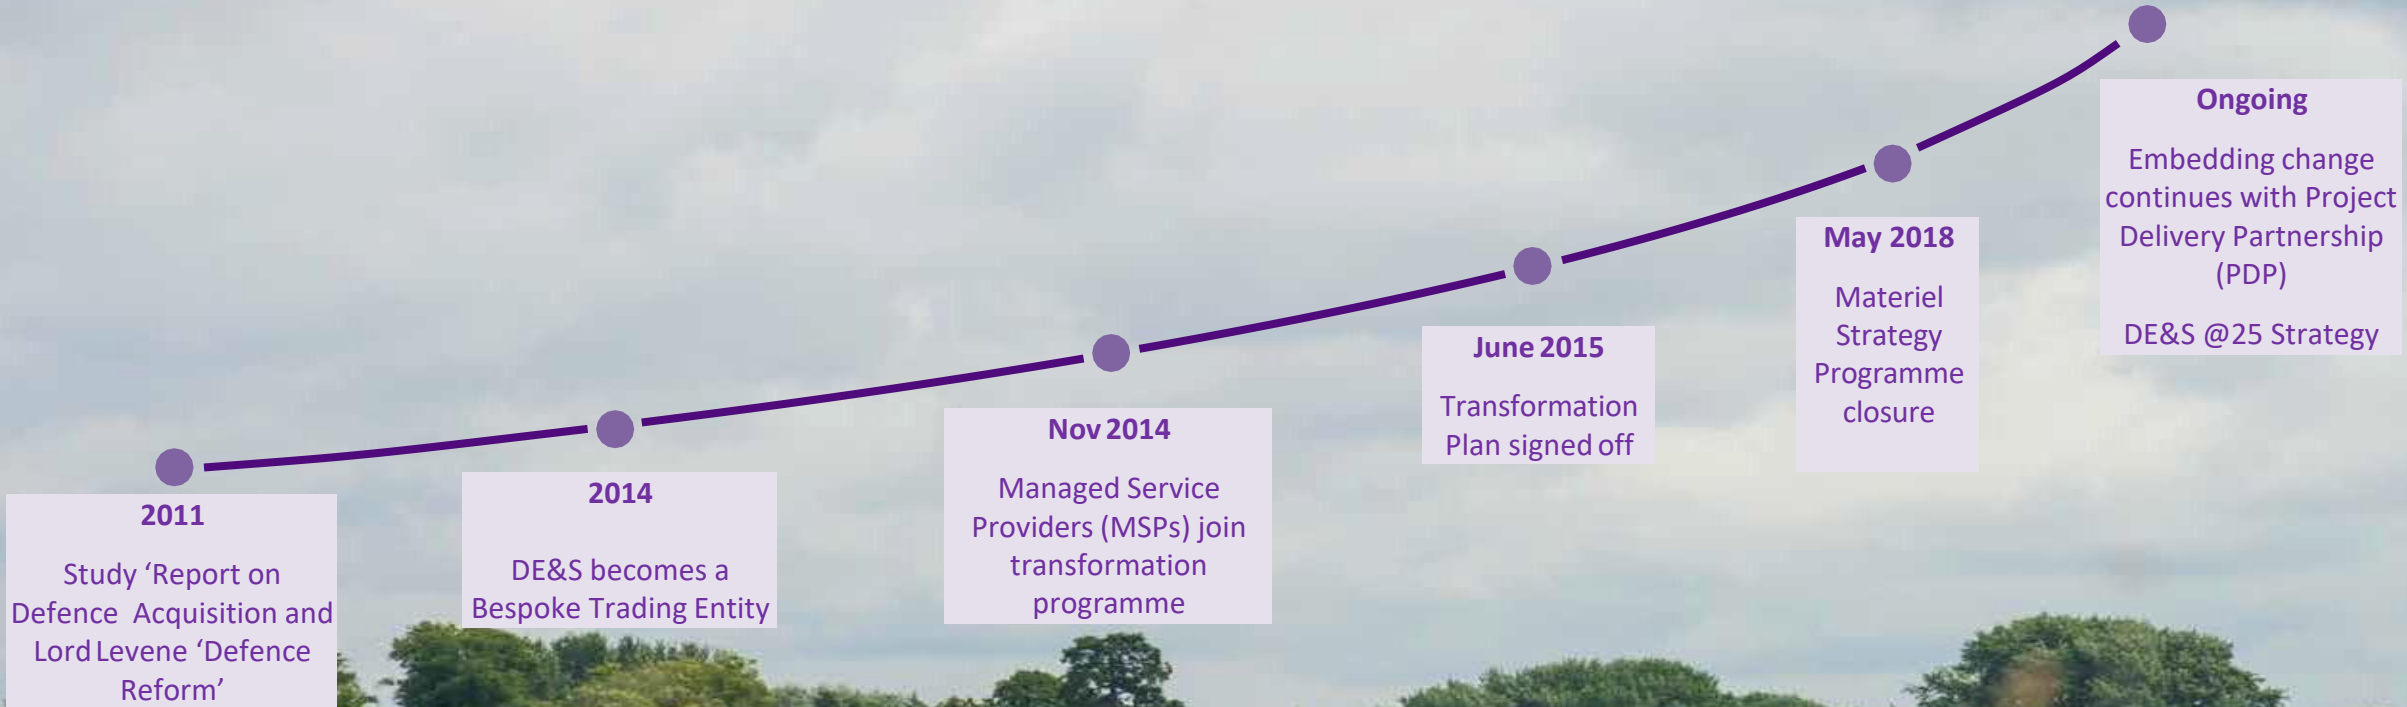 2011
Study ‘Report on
Defence Acquisition and
Lord Levene ‘Defence
Reform’
2014
DE&S becomes a
Bespoke Trading Entity
Nov 2014
Managed Service
Providers (MSPs) join
transformation
programme
June 2015
Transformation
Plan signed off
May 2018
Materiel
Strategy
Programme
closure
Ongoing
Embedding change
continues with Project
Delivery Partnership
(PDP)
DE&S @25 Strategy